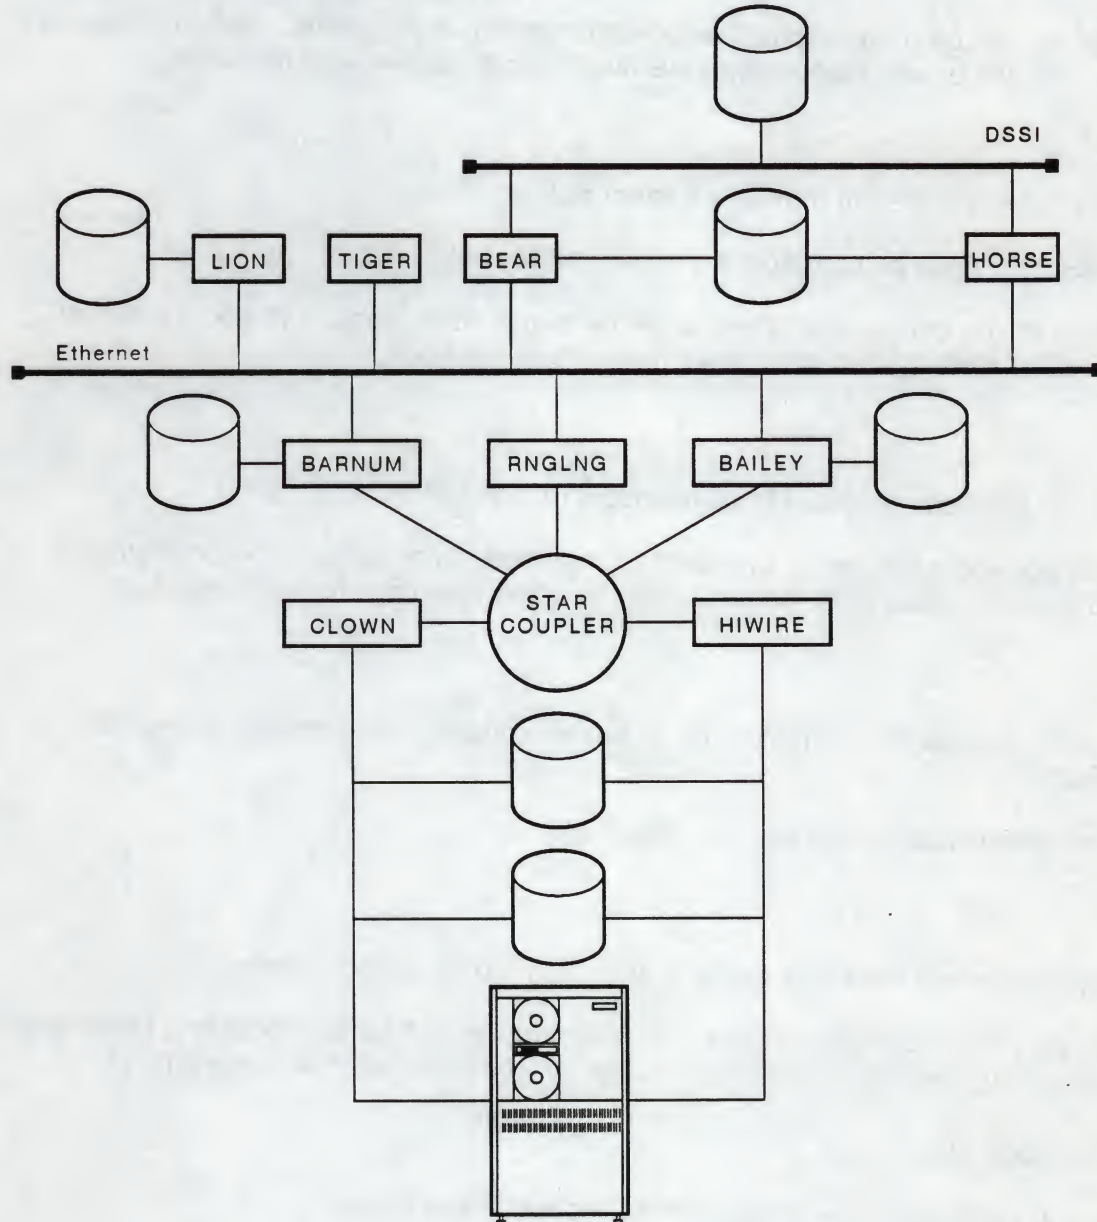 DSSI
LION
TIGER
BEAR
HORSE
Ethernet
BARNUM
RNGLNG
BAILEY
STAR
COUPLER
CLOWN
HIWIRE